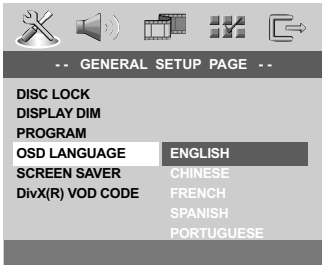 -- GENERAL SETUP PAGE --
DISC LOCK
DISPLAY DIM
PROGRAM
OSD LANGUAGE ENGLISH
SCREEN SAVER CHINESE
DivX(R) VOD CODE FRENCH
SPANISH
PORTUGUESE